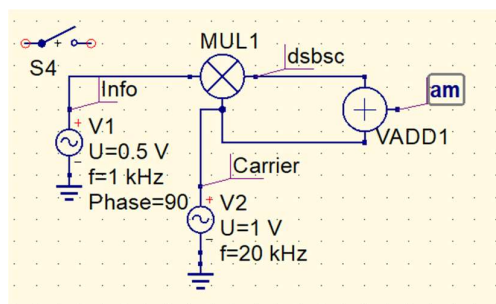 MUL1
dsbsc
S4
Info
am
V1
U=0.5 V
f=1 kHz
Phase=90
VADD1
Carrier
V2
U=1 V
f=20 kHz